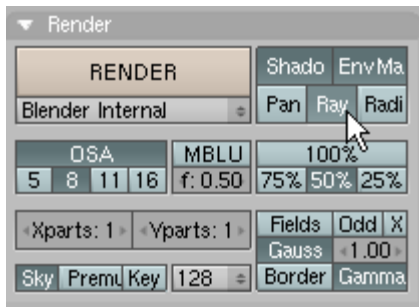 Render
RENDER
Shado EnvMa
Blender Internal
Pan Ray Radi
OSA MBLU 100%
5 8 11 16 f: 0.50 75% 50% 25%
Xparts: 1 Yparts: 1
Fields Odd X
Gauss 1.00
Sky Premu Key 128 Border Gamma